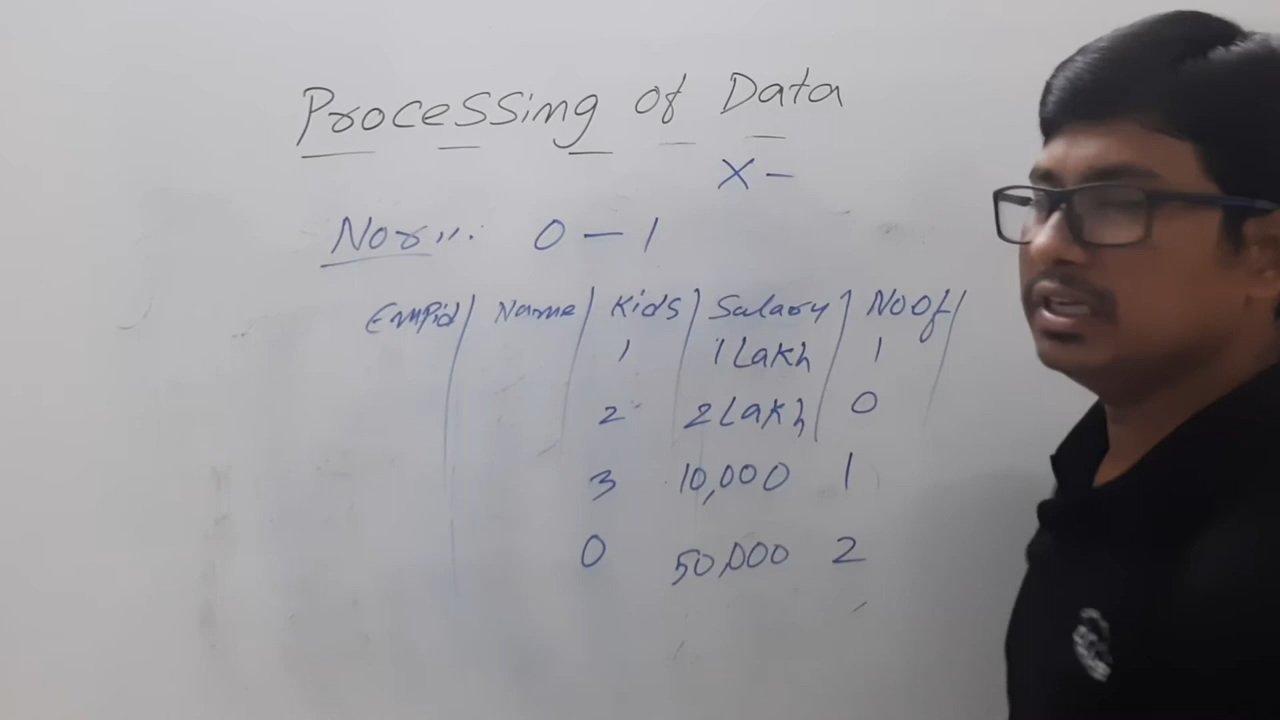 Processing of Data
X -
Nor 0 - 1
Empid Name Kids Salary No of
1 1 Lakh 1
2 2 Lakh 0
3 10,000 1
0 50,000 2